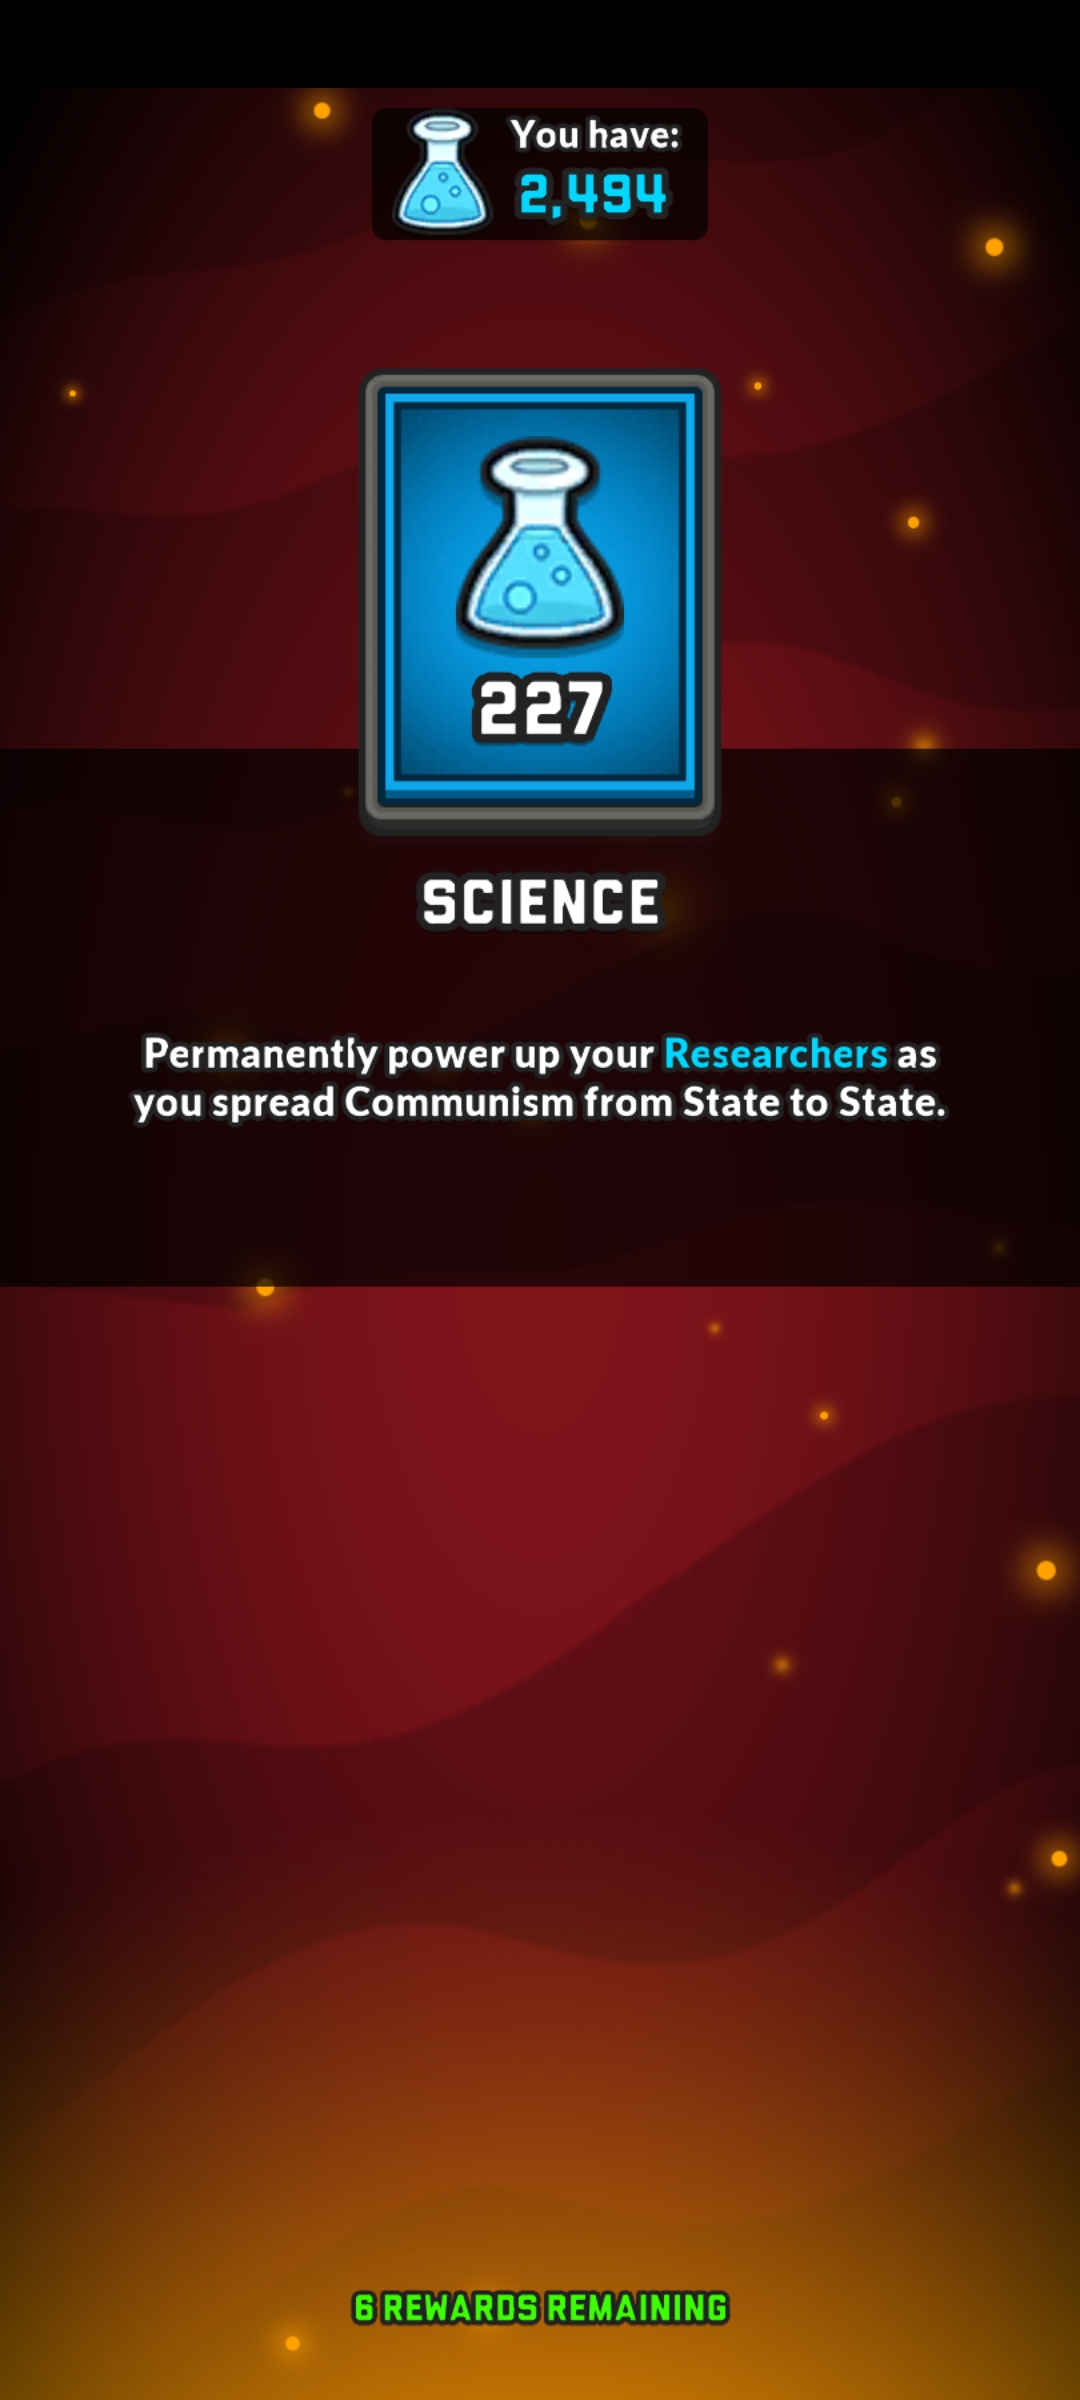 You have:
2,494
227
SCIENCE
Permanently power up your Researchers as
you spread Communism from State to State.
6 REWARDS REMAINING